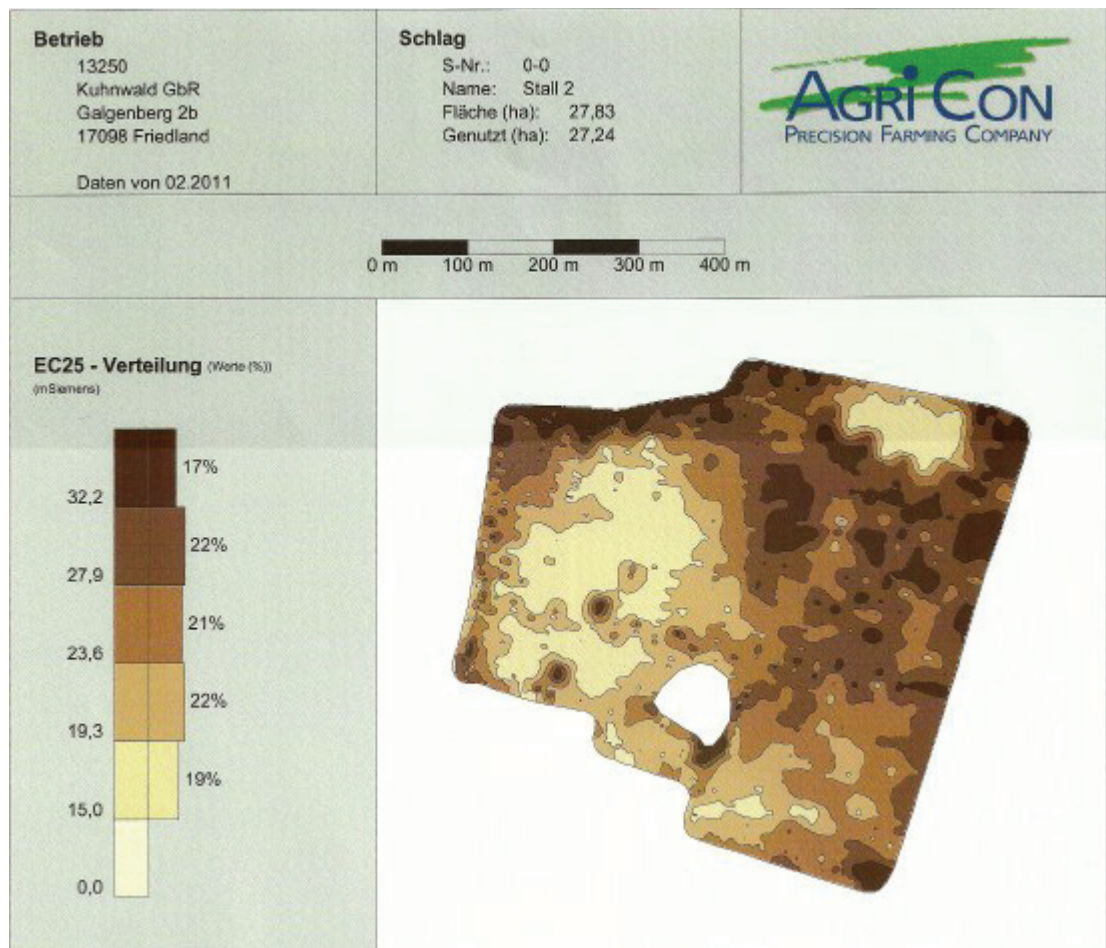 Betrieb
13250
Kuhnwald GbR
Galgenberg 2b
17098 Friedland
Daten von 02.2011
Schlag
S-Nr.: 0-0
Name: Stall 2
Fläche (ha): 27,83
Genutzt (ha): 27,24
AGRI CON
PRECISION FARMING COMPANY
0 m 100 m 200 m 300 m 400 m
EC25 - Verteilung (Werte (%))
(mSiemens)
17%
32,2
22%
27,9
21%
23,6
22%
19,3
19%
15,0
0,0